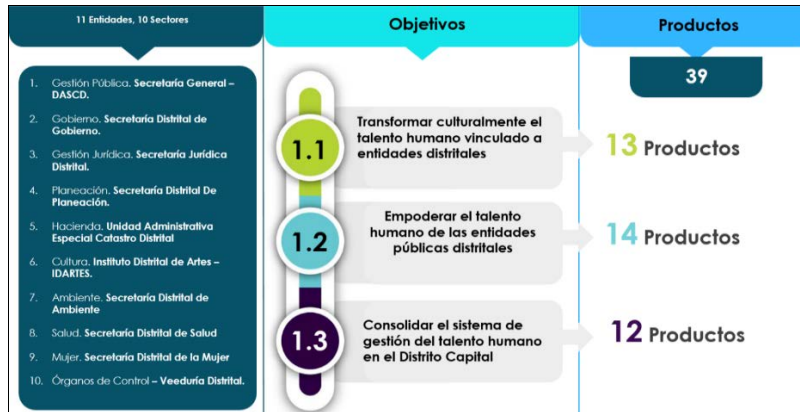 11 Entidades, 10 Sectores
1. Gestión Pública. Secretaría General –
DASCD.
2. Gobierno. Secretaría Distrital de
Gobierno.
3. Gestión Jurídica. Secretaría Jurídica
Distrital.
4. Planeación. Secretaría Distrital De
Planeación.
5. Hacienda. Unidad Administrativa
Especial Catastro Distrital
6. Cultura. Instituto Distrital de Artes –
IDARTES.
7. Ambiente. Secretaría Distrital de
Ambiente
8. Salud. Secretaría Distrital de Salud
9. Mujer. Secretaría Distrital de la Mujer
10. Órganos de Control – Veeduría Distrital.
Objetivos
1.1
Transformar culturalmente el
talento humano vinculado a
entidades distritales
1.2
Empoderar el talento
humano de las entidades
públicas distritales
1.3
Consolidar el sistema de
gestión del talento humano
en el Distrito Capital
Productos
39
13 Productos
14 Productos
12 Productos